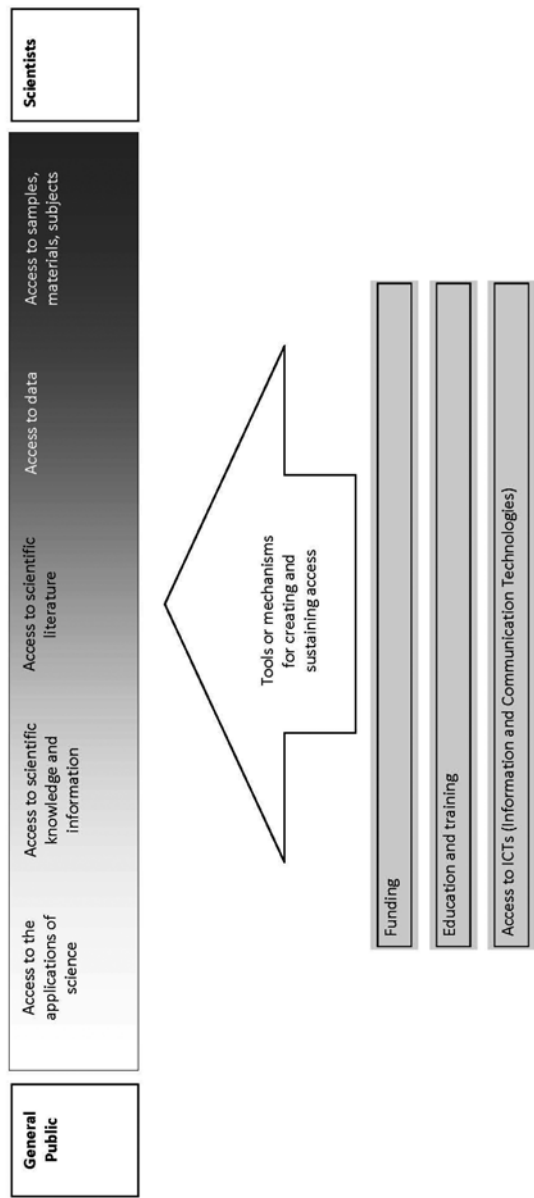 General
Public
Access to the
applications of
science
Access to scientific
knowledge and
information
Access to scientific
literature
Access to data
Access to samples,
materials, subjects
Scientists
Tools or mechanisms
for creating and
sustaining access
Funding
Education and training
Access to ICTs (Information and Communication Technologies)